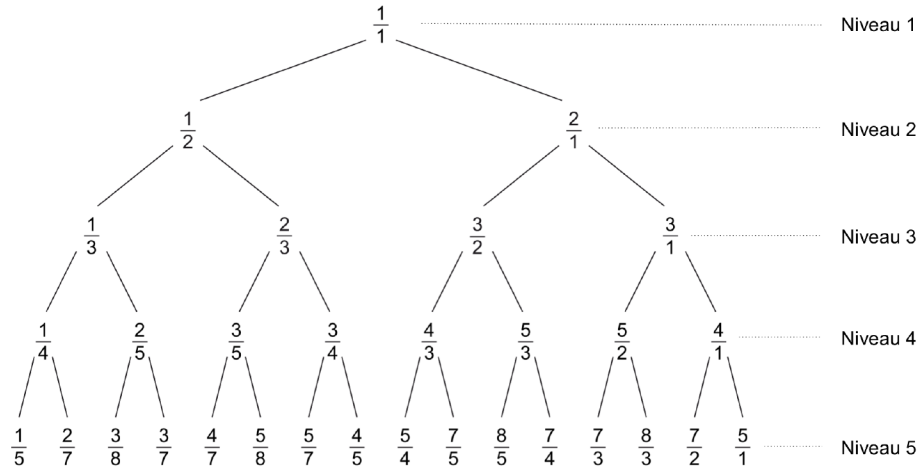 1/1 Niveau 1
1/2 2/1 Niveau 2
1/3 2/3 3/2 3/1 Niveau 3
1/4 2/5 3/5 3/4 4/3 5/3 5/2 4/1 Niveau 4
1/5 2/7 3/8 3/7 4/7 5/8 5/7 4/5 5/4 7/5 8/5 7/4 7/3 8/3 7/2 5/1 Niveau 5